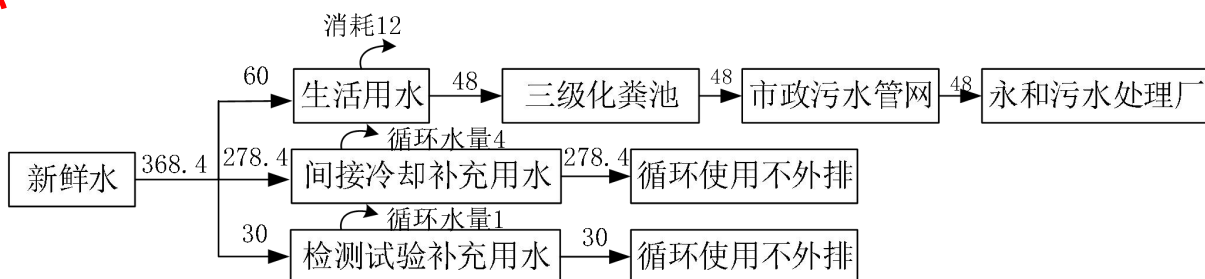 消耗12
60
生活用水
48
三级化粪池
48
市政污水管网
48
永和污水处理厂
循环水量4
新鲜水
368.4
278.4
间接冷却补充用水
278.4
循环使用不外排
循环水量1
30
检测试验补充用水
30
循环使用不外排